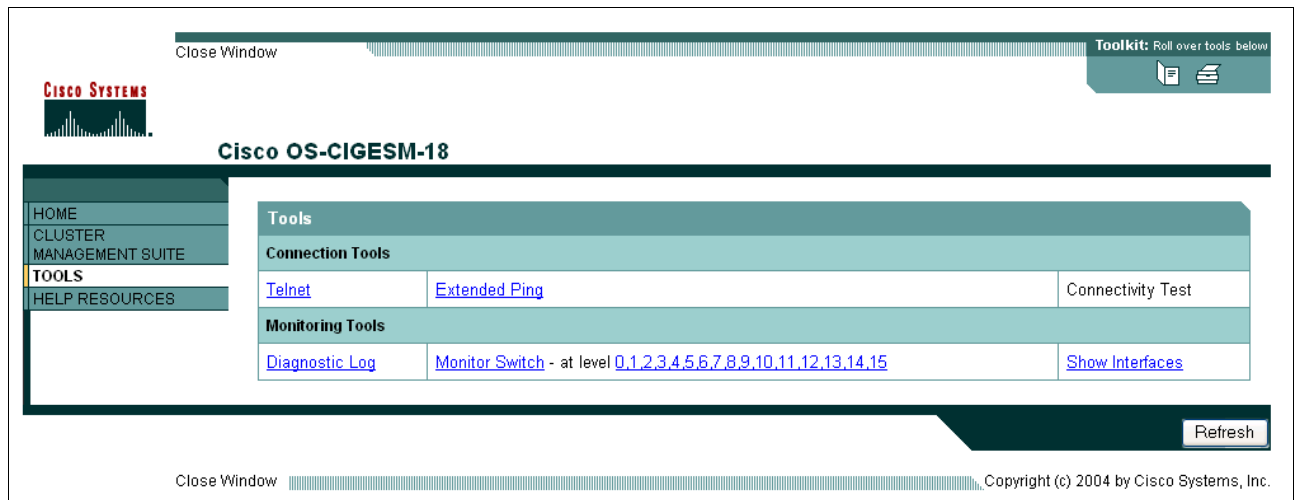 Close Window
Toolkit: Roll over tools below
CISCO SYSTEMS
Cisco OS-CIGESM-18
HOME
CLUSTER
MANAGEMENT SUITE
TOOLS
HELP RESOURCES
Tools
Connection Tools
Telnet Extended Ping Connectivity Test
Monitoring Tools
Diagnostic Log Monitor Switch - at level 0,1,2,3,4,5,6,7,8,9,10,11,12,13,14,15 Show Interfaces
Refresh
Close Window Copyright (c) 2004 by Cisco Systems, Inc.